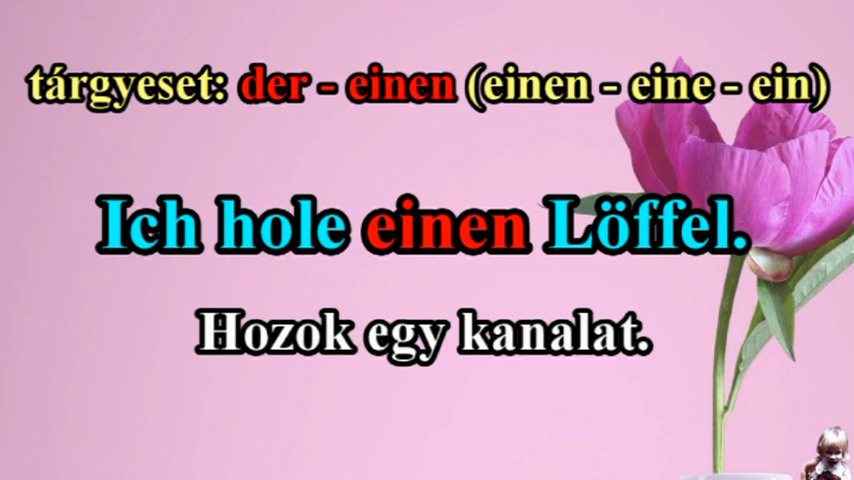 tárgyeset: der - einen (einen - eine - ein)
Ich hole einen Löffel.
Hozok egy kanalat.